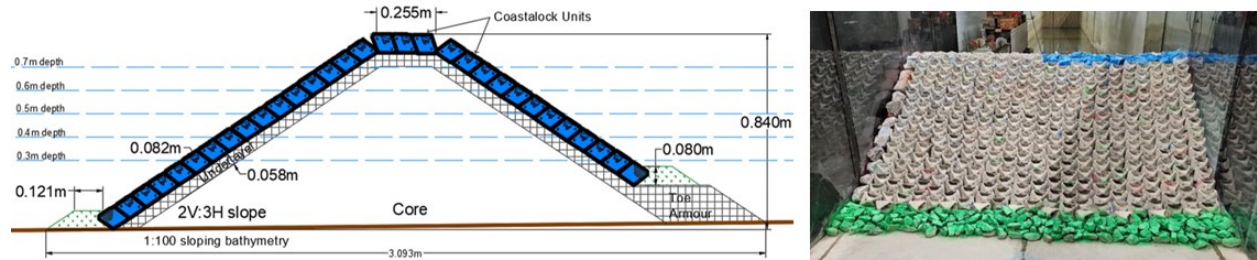 0.255m
Coastalock Units
0.7m depth
0.6m depth
0.5m depth
0.4m depth
0.3m depth
0.840m
0.082m
Underlayer
0.058m
0.080m
0.121m
2V:3H slope
Core
Toe
Armour
1:100 sloping bathymetry
3.093m